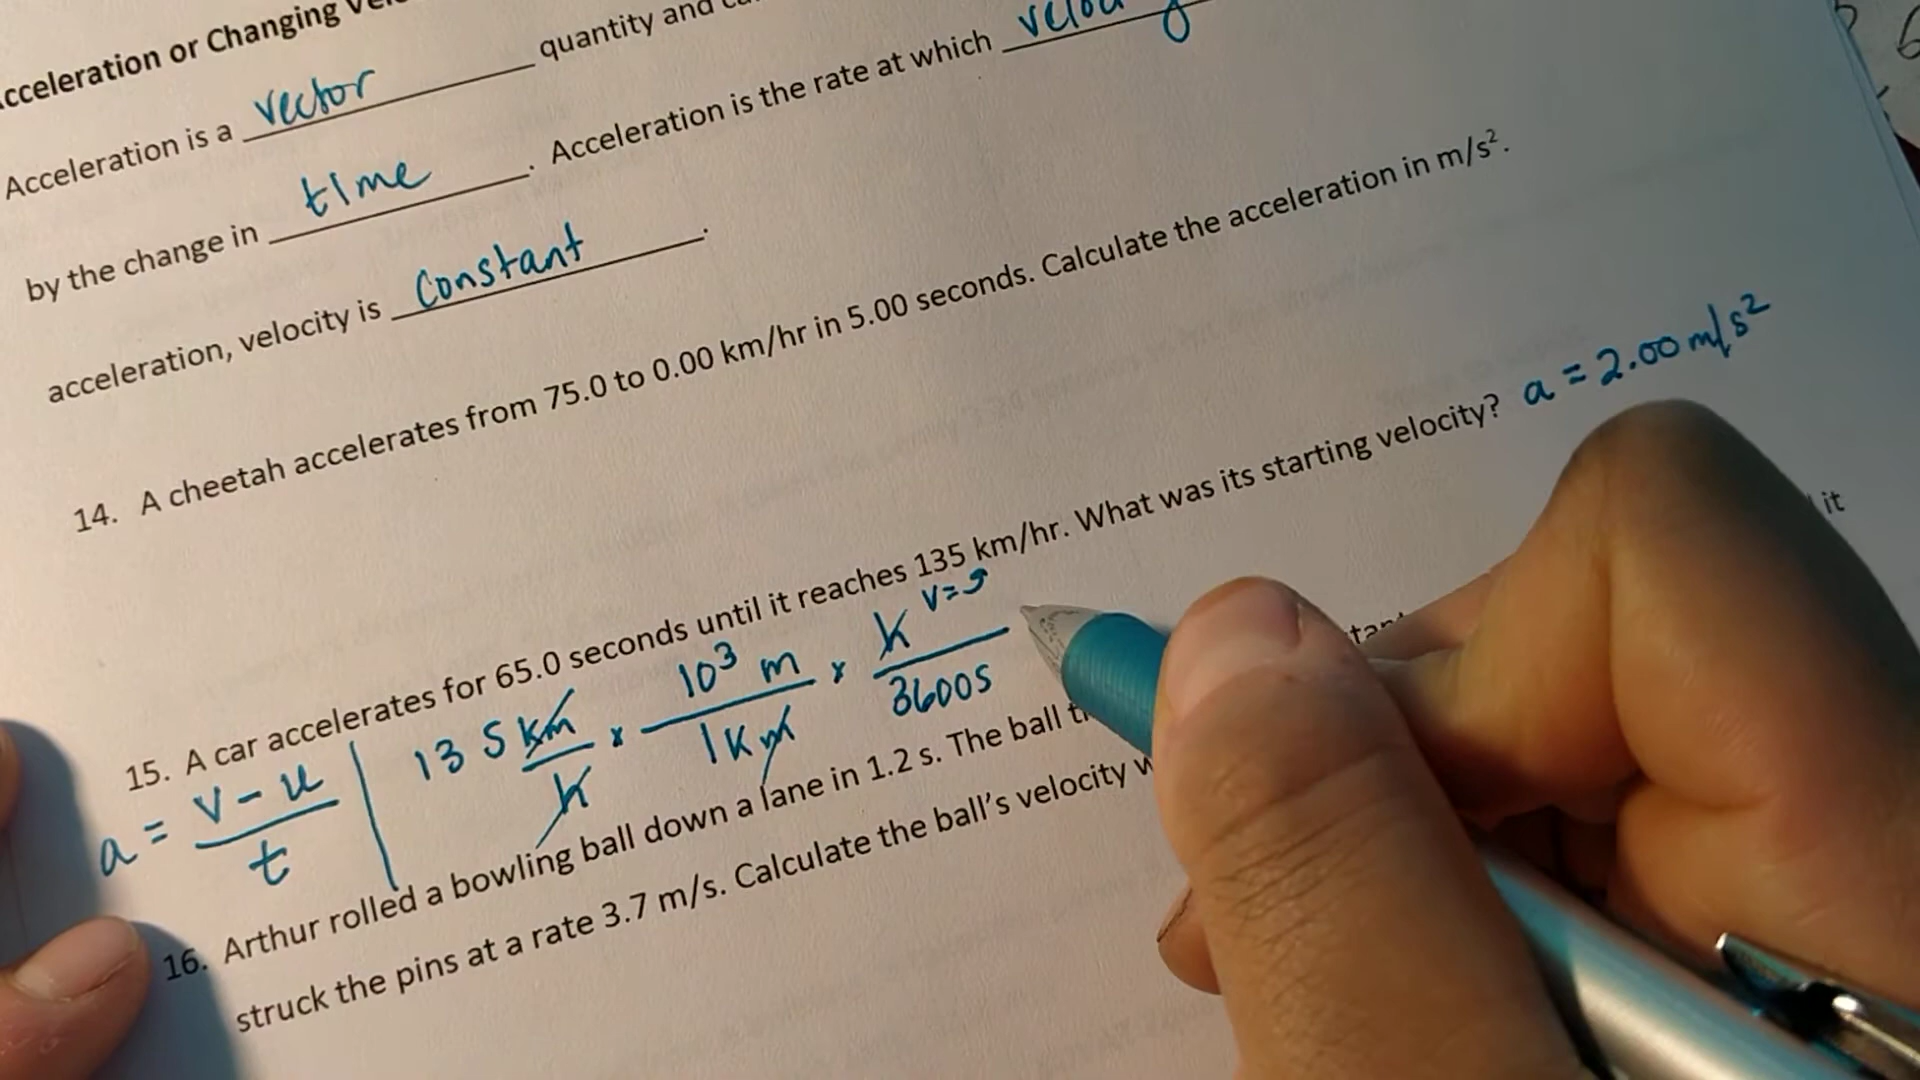 Acceleration or Changing
Acceleration is a vector quantity and
by the change in time. Acceleration is the rate at which
acceleration, velocity is constant.
14. A cheetah accelerates from 75.0 to 0.00 km/hr in 5.00 seconds. Calculate the acceleration in m/s².
15. A car accelerates for 65.0 seconds until it reaches 135 km/hr. What was its starting velocity? a = 2.00 m/s²
v =
a = v - u / t | 135 km/h x 10³ m / 1 km x h / 3600s
it
16. Arthur rolled a bowling ball down a lane in 1.2 s. The ball
struck the pins at a rate 3.7 m/s. Calculate the ball's velocity